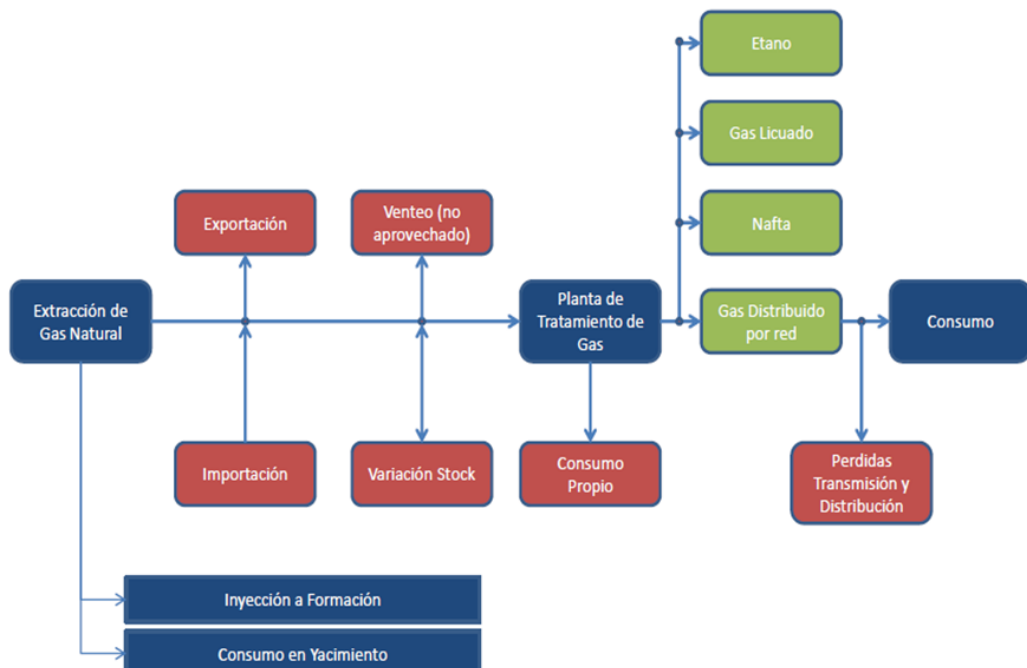 Etano
Gas Licuado
Nafta
Exportación
Venteo (no
aprovechado)
Extracción de
Gas Natural
Planta de
Tratamiento de
Gas
Gas Distribuido
por red
Consumo
Importación
Variación Stock
Consumo
Propio
Perdidas
Transmisión y
Distribución
Inyección a Formación
Consumo en Yacimiento